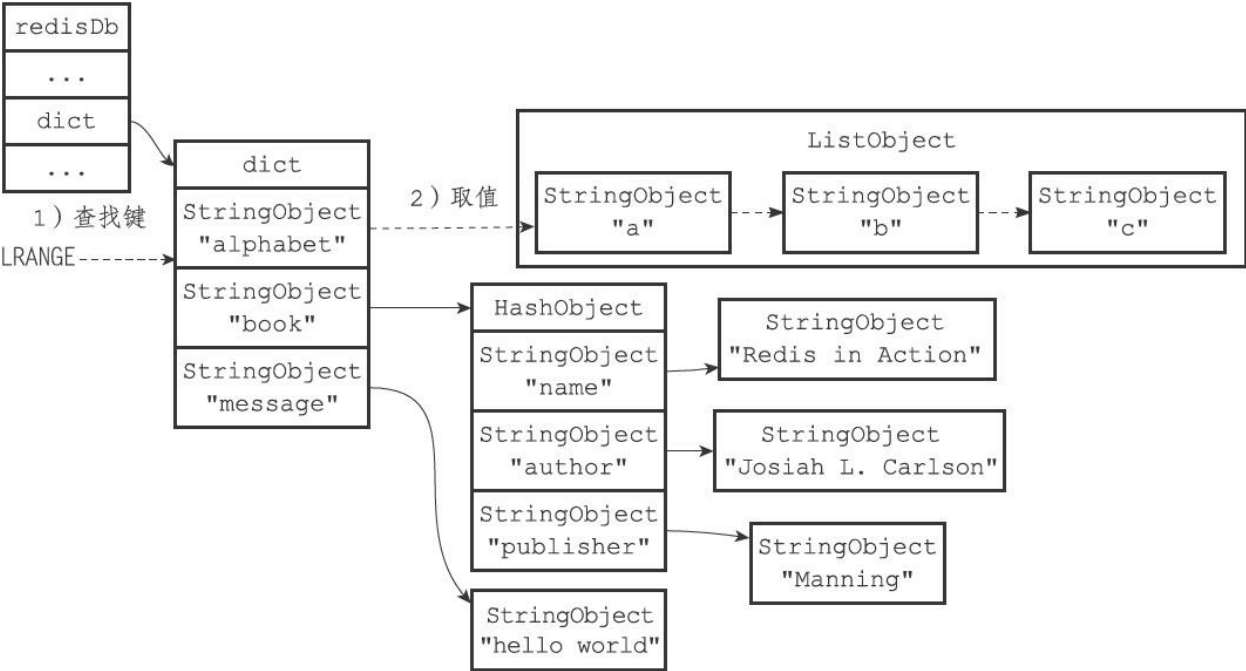 redisDb
...
dict
...
1）查找键
LRANGE
dict
StringObject
"alphabet"
StringObject
"book"
StringObject
"message"
2）取值
ListObject
StringObject
"a"
StringObject
"b"
StringObject
"c"
HashObject
StringObject
"name"
StringObject
"author"
StringObject
"publisher"
StringObject
"Redis in Action"
StringObject
"Josiah L. Carlson"
StringObject
"Manning"
StringObject
"hello world"